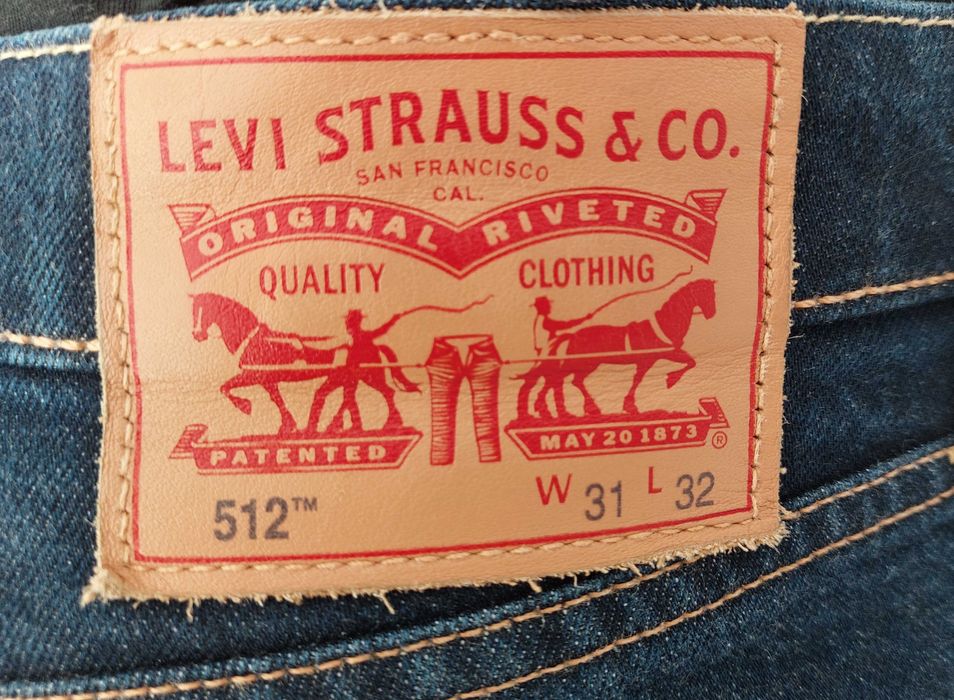 LEVI STRAUSS & CO.
SAN FRANCISCO
CAL.
ORIGINAL RIVETED
QUALITY CLOTHING
PATENTED MAY 20 1873 ®
512™ W 31 L 32